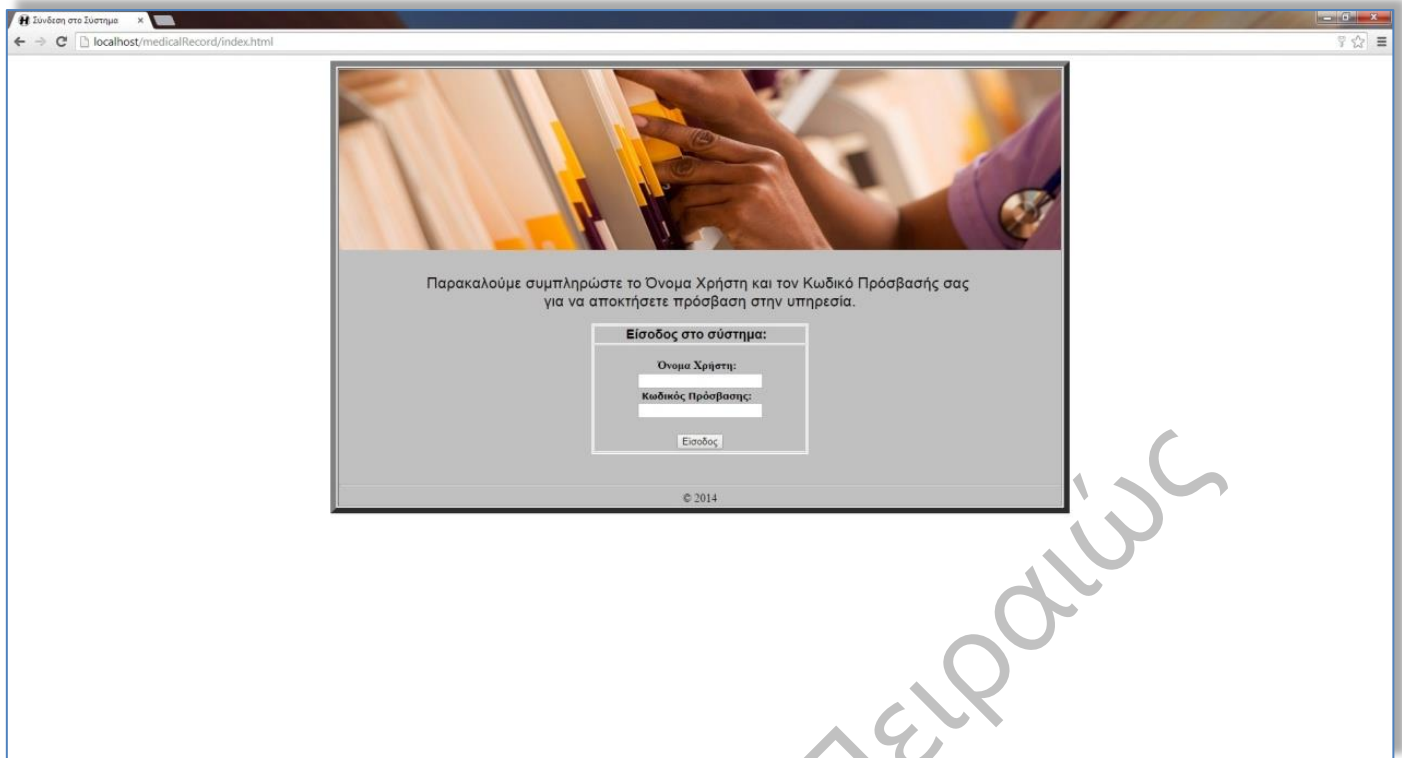 Σύνδεση στο Σύστημα
localhost/medicalRecord/index.html
Παρακαλούμε συμπληρώστε το Όνομα Χρήστη και τον Κωδικό Πρόσβασής σας
για να αποκτήσετε πρόσβαση στην υπηρεσία.
Είσοδος στο σύστημα:
Όνομα Χρήστη:
Κωδικός Πρόσβασης:
Είσοδος
© 2014
Πειραιώς